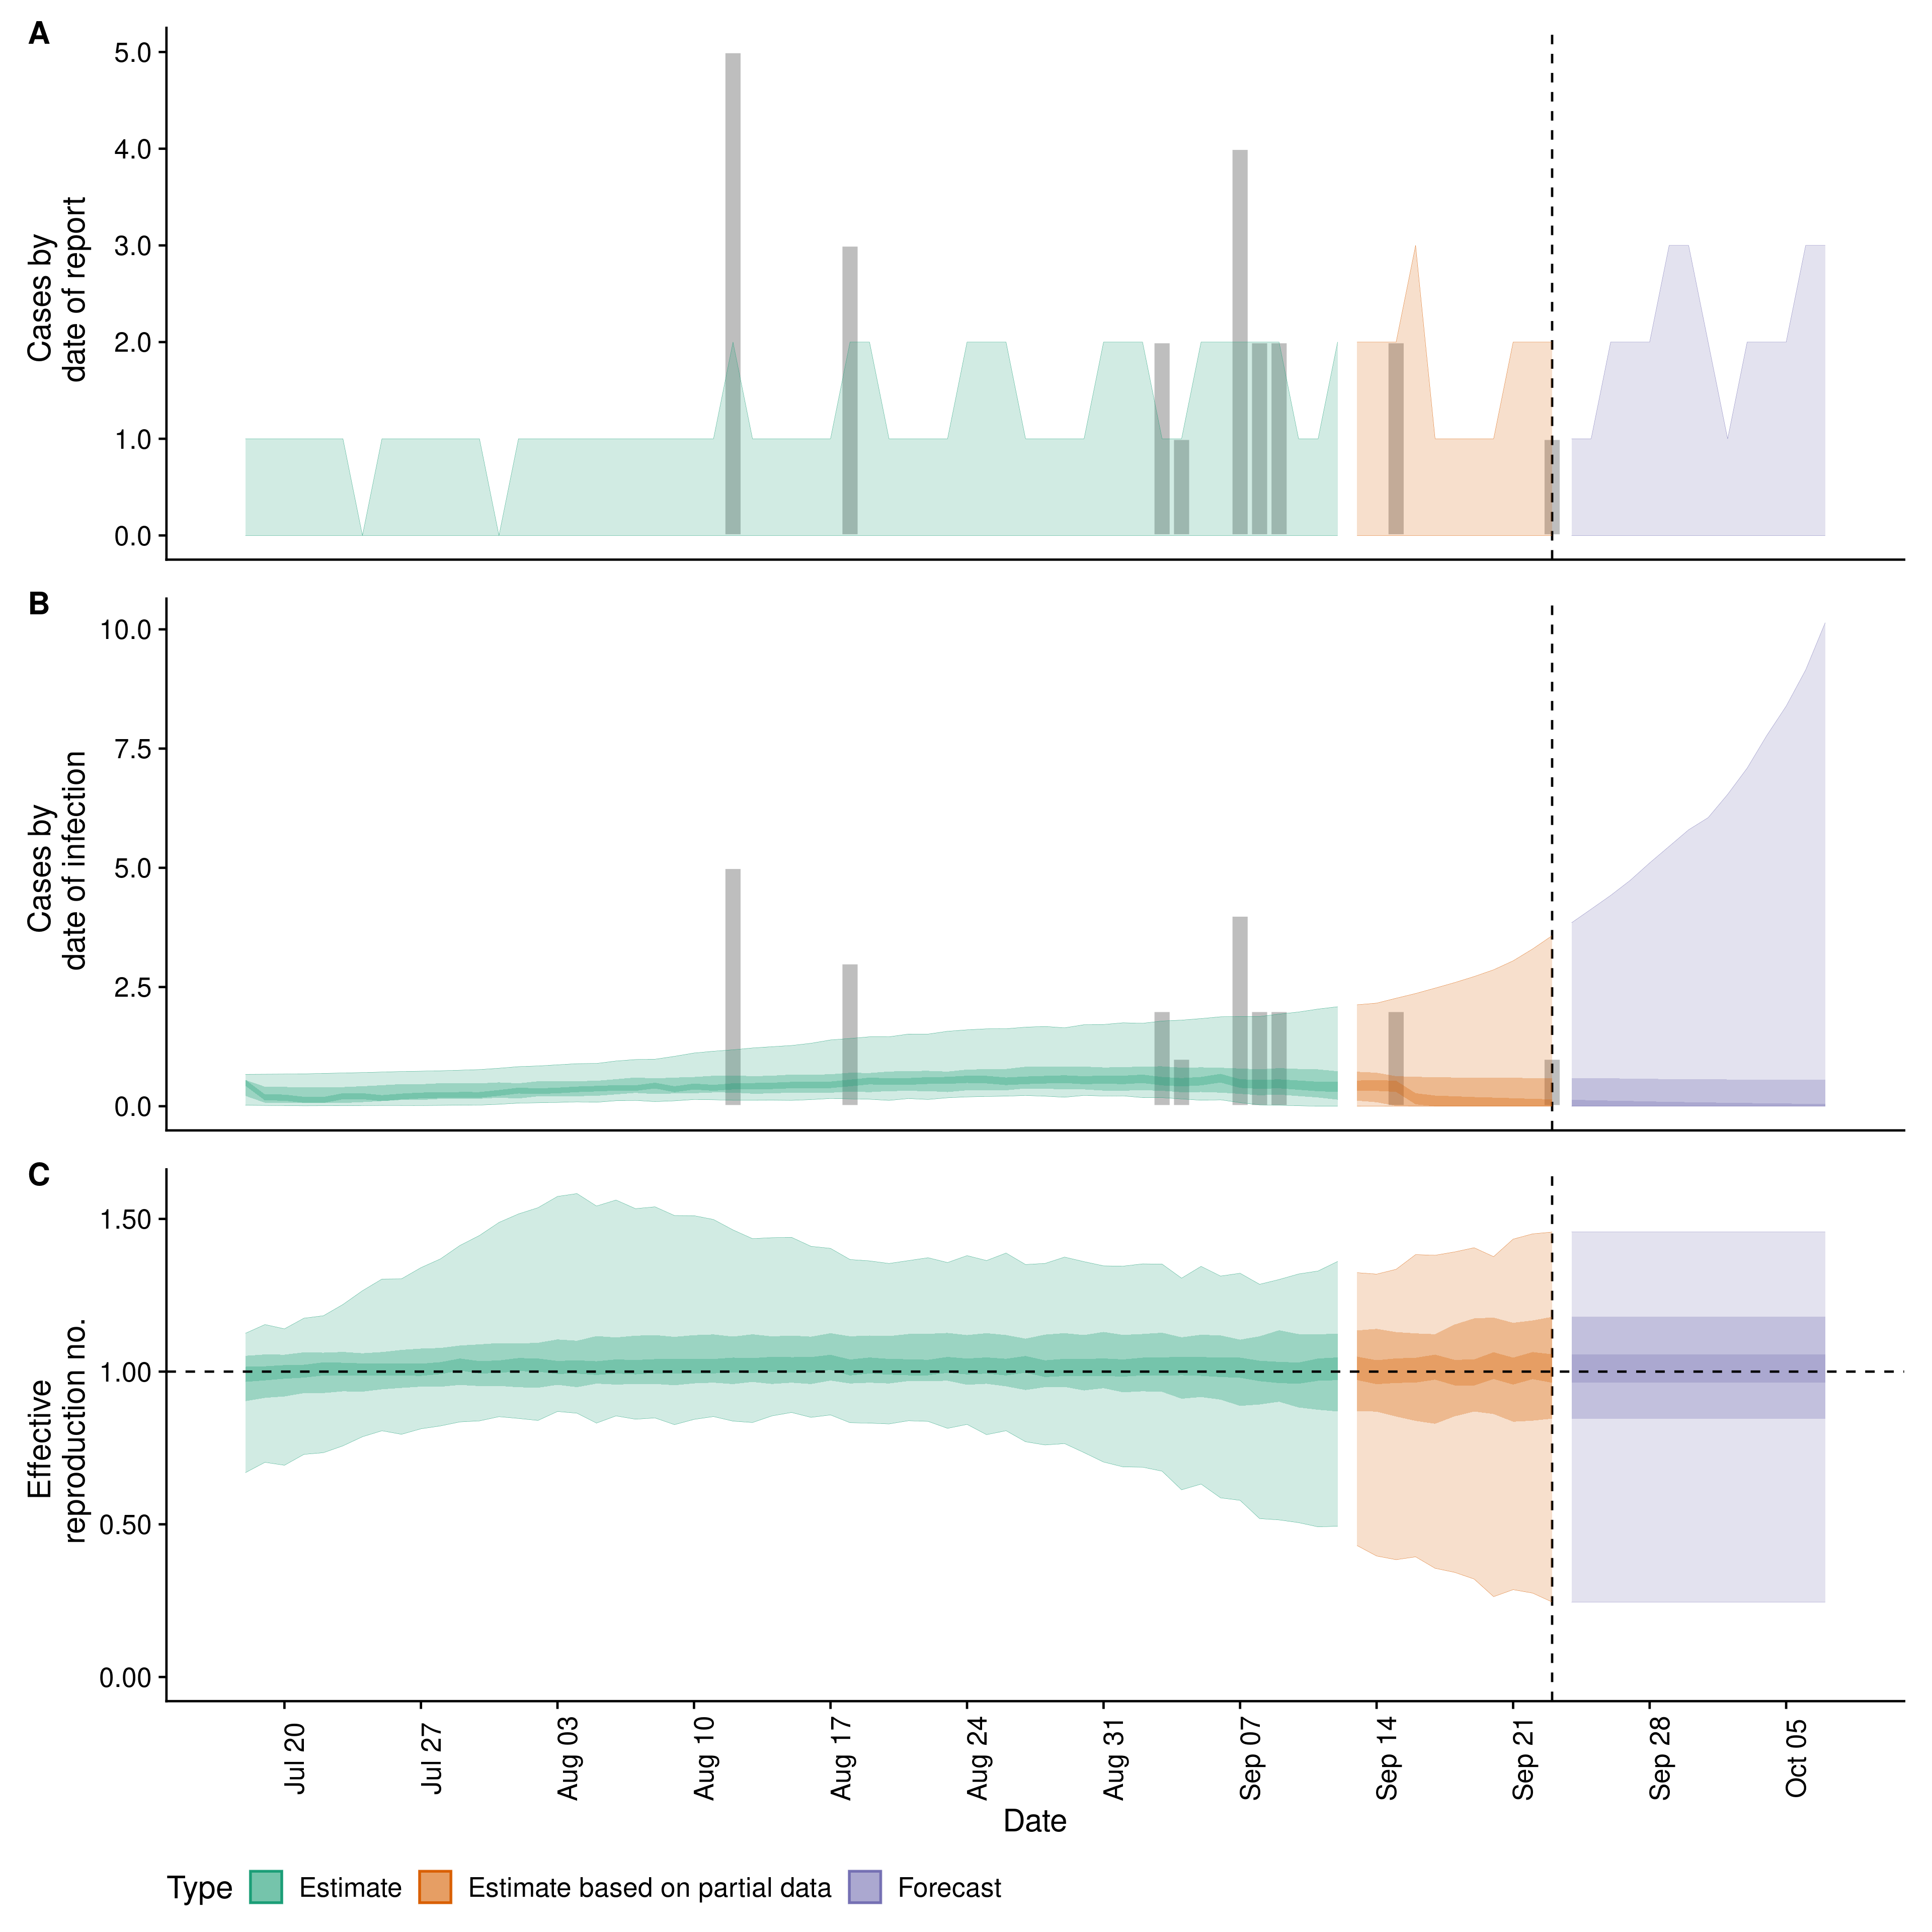 A
5.0
4.0
3.0
2.0
1.0
0.0
Cases by
date of report
B
10.0
7.5
5.0
2.5
0.0
Cases by
date of infection
C
1.50
1.00
0.50
0.00
Effective
reproduction no.
Jul 20
Jul 27
Aug 03
Aug 10
Aug 17
Aug 24
Aug 31
Sep 07
Sep 14
Sep 21
Sep 28
Oct 05
Date
Type
Estimate
Estimate based on partial data
Forecast